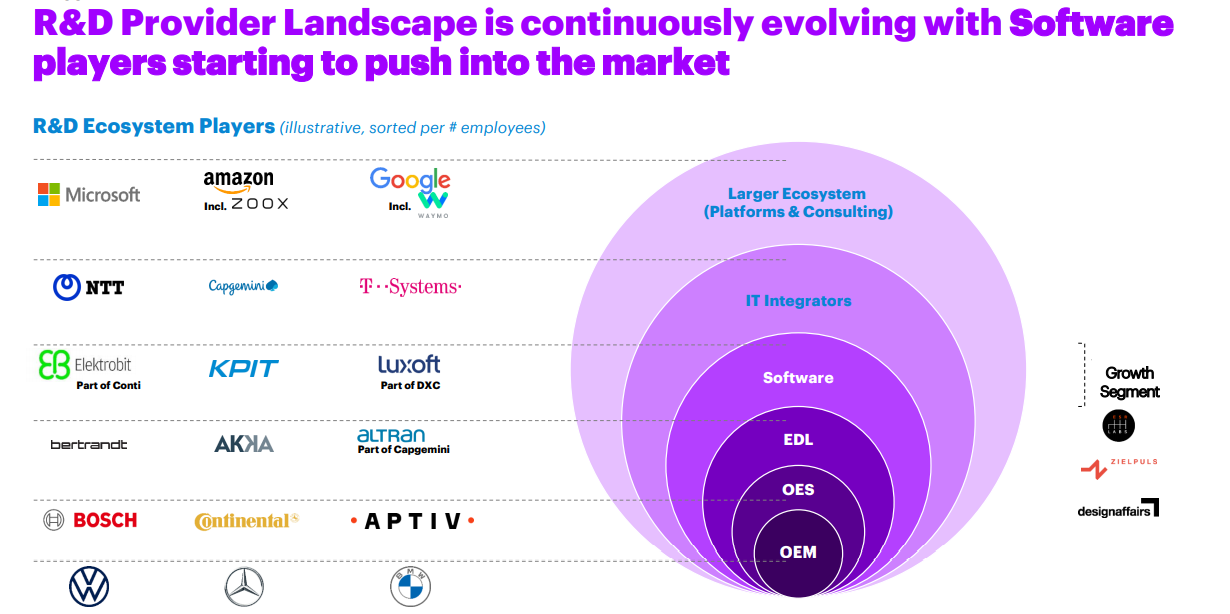 R&D Provider Landscape is continuously evolving with Software
players starting to push into the market
R&D Ecosystem Players (illustrative, sorted per # employees)
Microsoft
amazon
Incl. ZOOX
Google
Incl.
WAYMO
Larger Ecosystem
(Platforms & Consulting)
NTT
Capgemini
T··Systems·
IT Integrators
Elektrobit
Part of Conti
KPIT
Luxoft
Part of DXC
Software
Growth
Segment
bertrandt
AKKA
altran
Part of Capgemini
EDL
LABS
ZIELPULS
BOSCH
Continental
· APTIV ·
OES
designaffairs
VW
BMW
OEM